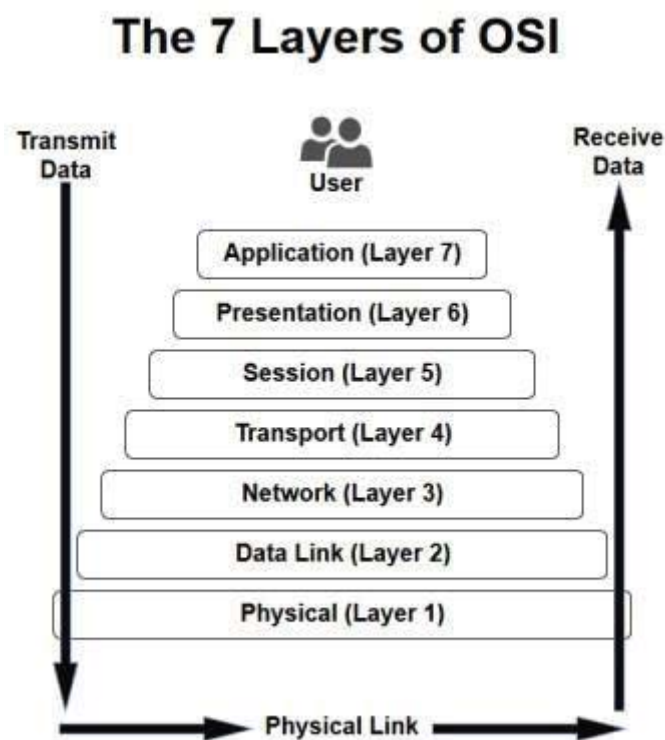 The 7 Layers of OSI
Transmit
Data
User
Receive
Data
Application (Layer 7)
Presentation (Layer 6)
Session (Layer 5)
Transport (Layer 4)
Network (Layer 3)
Data Link (Layer 2)
Physical (Layer 1)
Physical Link